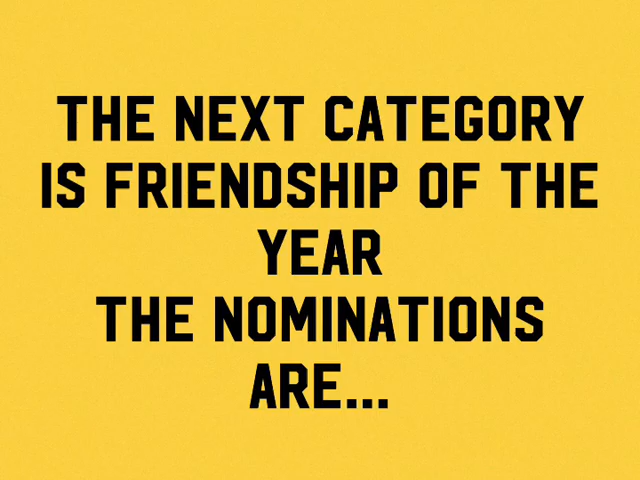 THE NEXT CATEGORY
IS FRIENDSHIP OF THE
YEAR
THE NOMINATIONS
ARE...